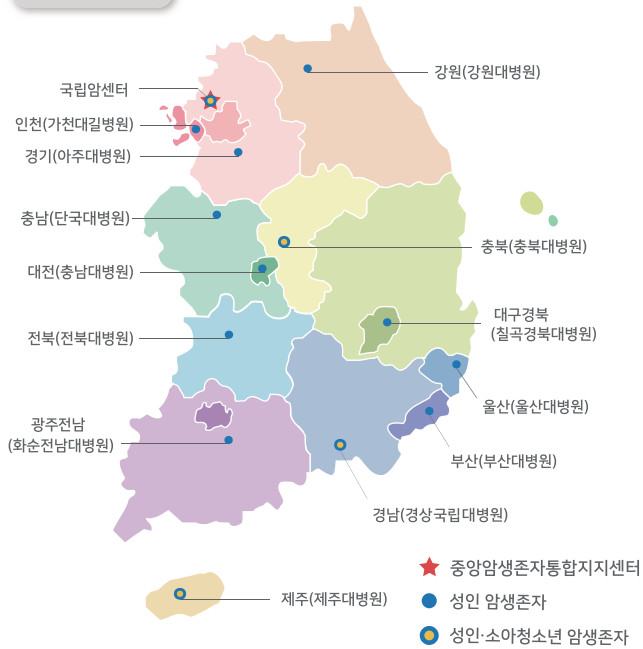 강원(강원대병원)
국립암센터
인천(가천대길병원)
경기(아주대병원)
충남(단국대병원)
충북(충북대병원)
대전(충남대병원)
대구경북
(칠곡경북대병원)
전북(전북대병원)
울산(울산대병원)
광주전남
(화순전남대병원)
부산(부산대병원)
경남(경상국립대병원)
중앙암생존자통합지지센터
제주(제주대병원)
성인 암생존자
성인·소아청소년 암생존자